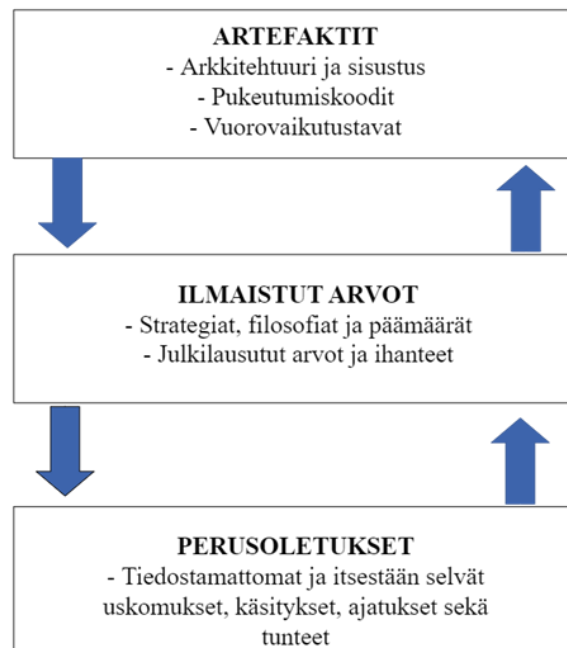 ARTEFAKTIT
- Arkkitehtuuri ja sisustus
- Pukeutumiskoodit
- Vuorovaikutustavat
ILMAISTUT ARVOT
- Strategiat, filosofiat ja päämäärät
- Julkilausutut arvot ja ihanteet
PERUSOLETUKSET
- Tiedostamattomat ja itsestään selvät
uskomukset, käsitykset, ajatukset sekä
tunteet